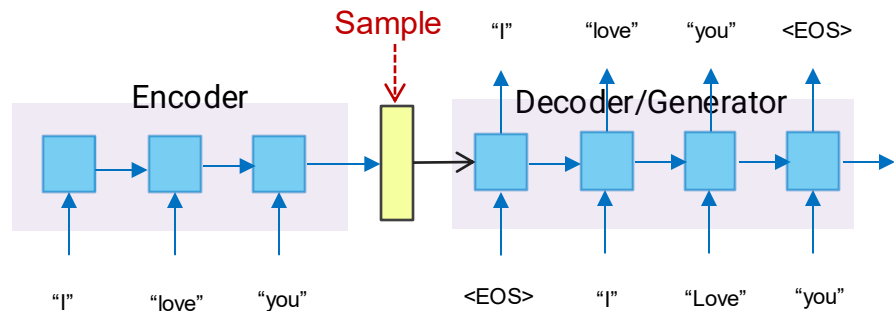 Sample
“I”
“love”
“you”
<EOS>
Encoder
Decoder/Generator
“I”
“love”
“you”
<EOS>
“I”
“Love”
“you”